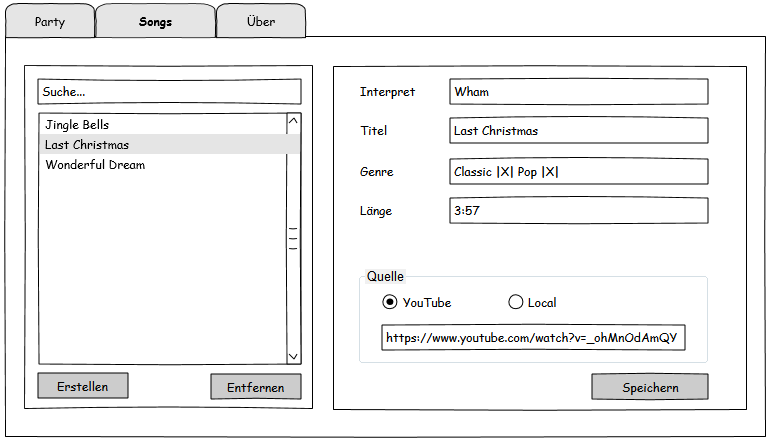 Party
Songs
Über
Suche...
Jingle Bells
Last Christmas
Wonderful Dream
Erstellen
Entfernen
Interpret
Wham
Titel
Last Christmas
Genre
Classic |X| Pop |X|
Länge
3:57
Quelle
YouTube
Local
https://www.youtube.com/watch?v=_ohMnOdAmQY
Speichern